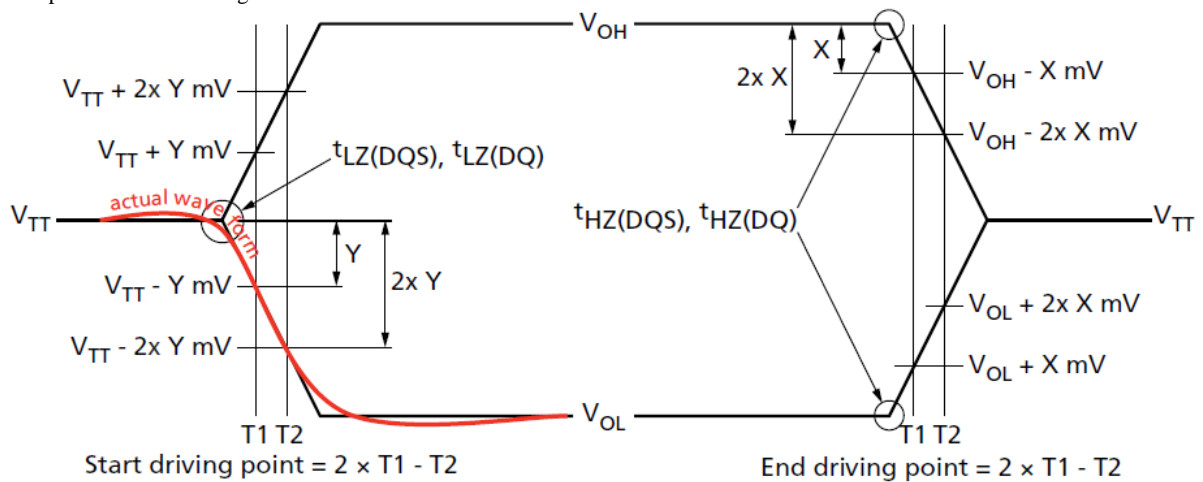 VOH
X
2x X
VOH - X mV
VOH - 2x X mV
VTT + 2x Y mV
VTT + Y mV
tLZ(DQS), tLZ(DQ)
actual wave form
VTT
tHZ(DQS), tHZ(DQ)
VTT
Y
2x Y
VTT - Y mV
VTT - 2x Y mV
VOL + 2x X mV
VOL + X mV
VOL
T1 T2
T1 T2
Start driving point = 2 × T1 - T2
End driving point = 2 × T1 - T2